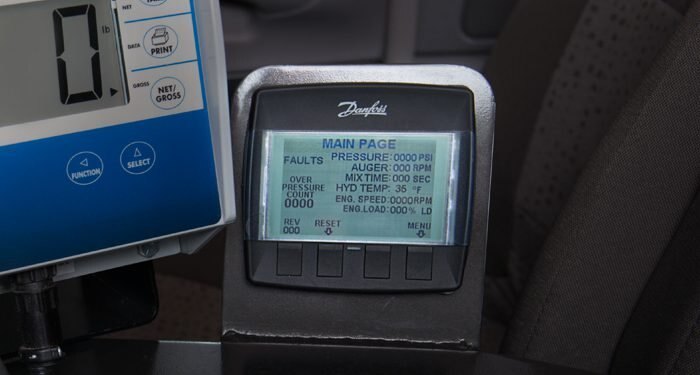 NET
0
lb
DATA
PRINT
GROSS
NET/
GROSS
FUNCTION
SELECT
Danfoss
MAIN PAGE
FAULTS
OVER
PRESSURE
COUNT
0000
PRESSURE:0000 PSI
AUGER:000 RPM
MIX TIME:000 SEC
HYD TEMP: 36 °F
ENG. SPEED:0000RPM
ENG.LOAD:000% LD
REV
000
RESET
MENU